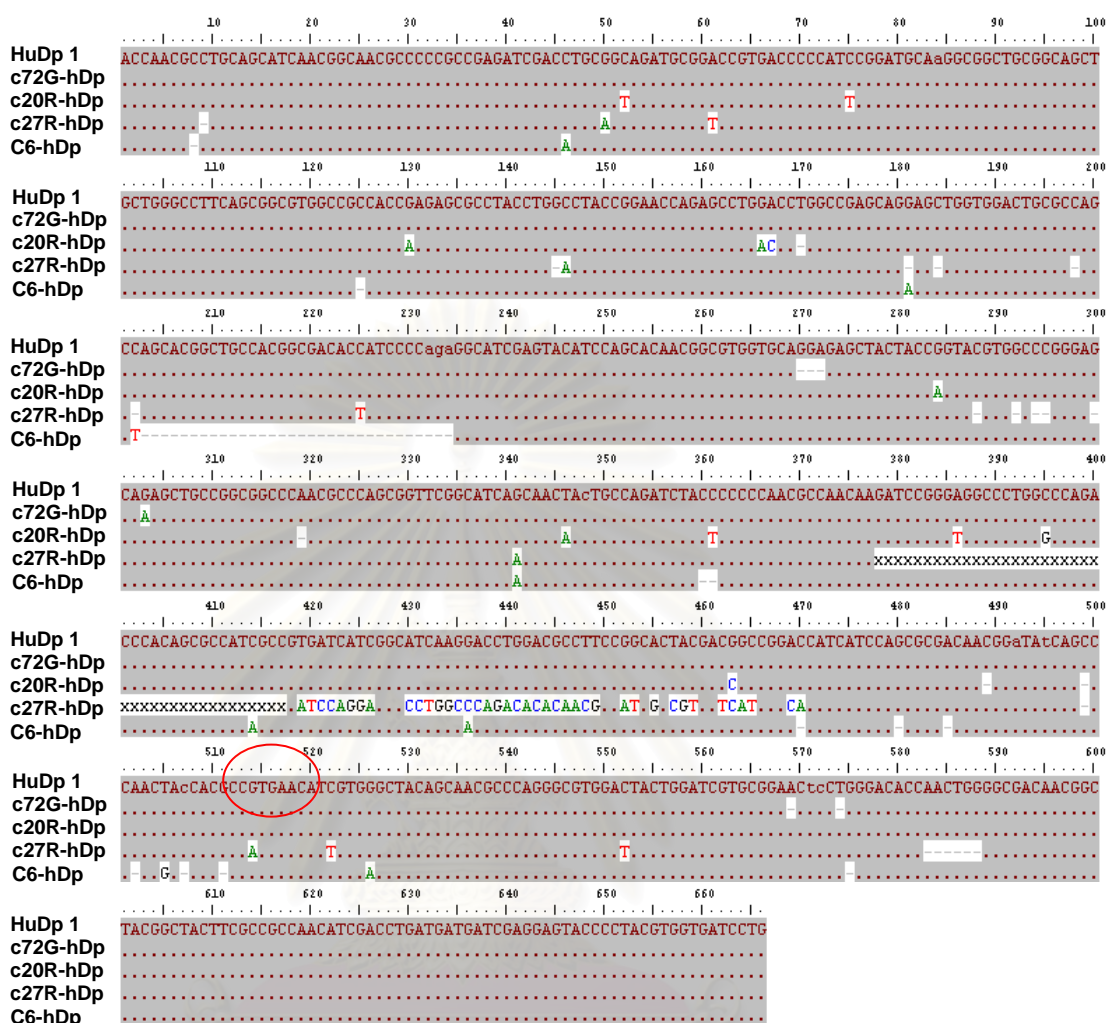 10 20 30 40 50 60 70 80 90 100
HuDp 1 ACCAACGCCTGCAGCATCAACGGCAACGCCCCCGCCGAGATCGACCTGCGGCAGATGCGGACCGTGACCCCCATCCGGATGCAaGGCGGCTGCGGCAGCT
c72G-hDp
c20R-hDp T T
c27R-hDp - A T
C6-hDp - A
110 120 130 140 150 160 170 180 190 200
HuDp 1 GCTGGGCCTTCAGCGGCGTGGCCGCCACCGAGAGCGCCTACCTGGCCTACCGGAACCAGAGCCTGGACCTGGCCGAGCAGGAGCTGGTGGACTGCGCCAG
c72G-hDp
c20R-hDp A AC -
c27R-hDp -A - - -
C6-hDp - A
210 220 230 240 250 260 270 280 290 300
HuDp 1 CCAGCACGGCTGCCACGGCGACACCATCCCCagaGGCATCGAGTACATCCAGCACAACGGCGTGGTGCAGGAGAGCTACTACCGGTACGTGGCCCGGGAG
c72G-hDp ---
c20R-hDp A
c27R-hDp - T - - -- -
C6-hDp T--------------------------------
310 320 330 340 350 360 370 380 390 400
HuDp 1 CAGAGCTGCCGGCGGCCCAACGCCCAGCGGTTCGGCATCAGCAACTAcTGCCAGATCTACCCCCCCAACGCCAACAAGATCCGGGAGGCCCTGGCCCAGA
c72G-hDp A
c20R-hDp - A T T G
c27R-hDp A xxxxxxxxxxxxxxxxxxxxxxx
C6-hDp A --
410 420 430 440 450 460 470 480 490 500
HuDp 1 CCCACAGCGCCATCGCCGTGATCATCGGCATCAAGGACCTGGACGCCTTCCGGCACTACGACGGCCGGACCATCATCCAGCGCGACAACGGaTAtCAGCC
c72G-hDp
c20R-hDp C - -
c27R-hDp xxxxxxxxxxxxxxxxx.ATCCAGGA...CCTGGCCCAGACACACAACG..AT.G.CGT..TCAT...CA -
C6-hDp A A - - -
510 520 530 540 550 560 570 580 590 600
HuDp 1 CAACTAcCACGCCGTGAACATCGTGGGCTACAGCAACGCCCAGGGCGTGGACTACTGGATCGTGCGGAACtccTGGGACACCAACTGGGGCGACAACGGC
c72G-hDp - -
c20R-hDp
c27R-hDp A T T ------
C6-hDp - G - - A -
610 620 630 640 650 660
HuDp 1 TACGGCTACTTCGCCGCCAACATCGACCTGATGATGATCGAGGAGTACCCCTACGTGGTGATCCTG
c72G-hDp
c20R-hDp
c27R-hDp
C6-hDp